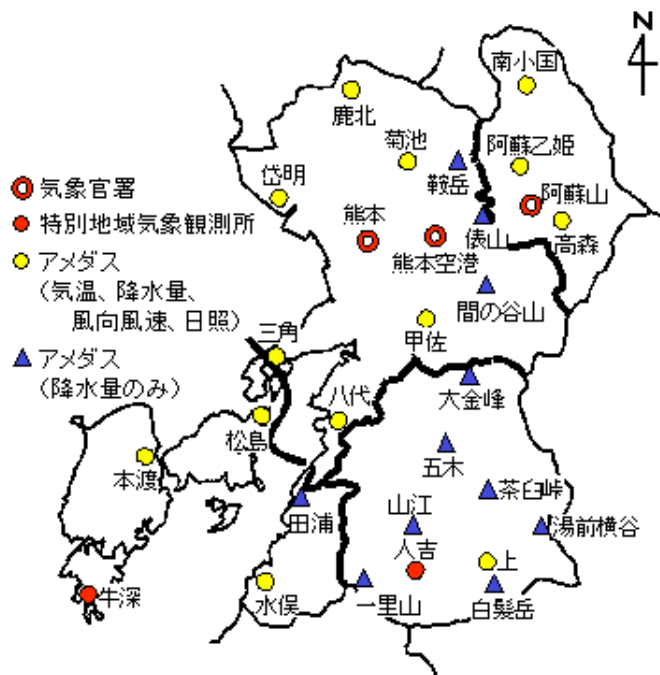 N
南小国
鹿北
菊池
阿蘇乙姫
鞍岳
岱明
阿蘇山
気象官署
特別地域気象観測所
熊本
俵山
高森
アメダス
(気温、降水量、
風向風速、日照)
熊本空港
間の谷山
三角
甲佐
アメダス
(降水量のみ)
八代
大金峰
松島
五木
本渡
茶臼峠
田浦
山江
湯前横谷
人吉
上
牛深
水俣
一里山
白髪岳